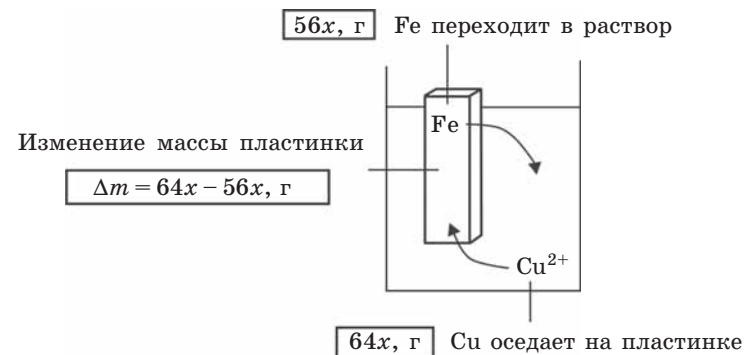 56x, г Fe переходит в раствор
Fe
Изменение массы пластинки
Δm = 64x − 56x, г
Cu²⁺
64x, г Cu оседает на пластинке